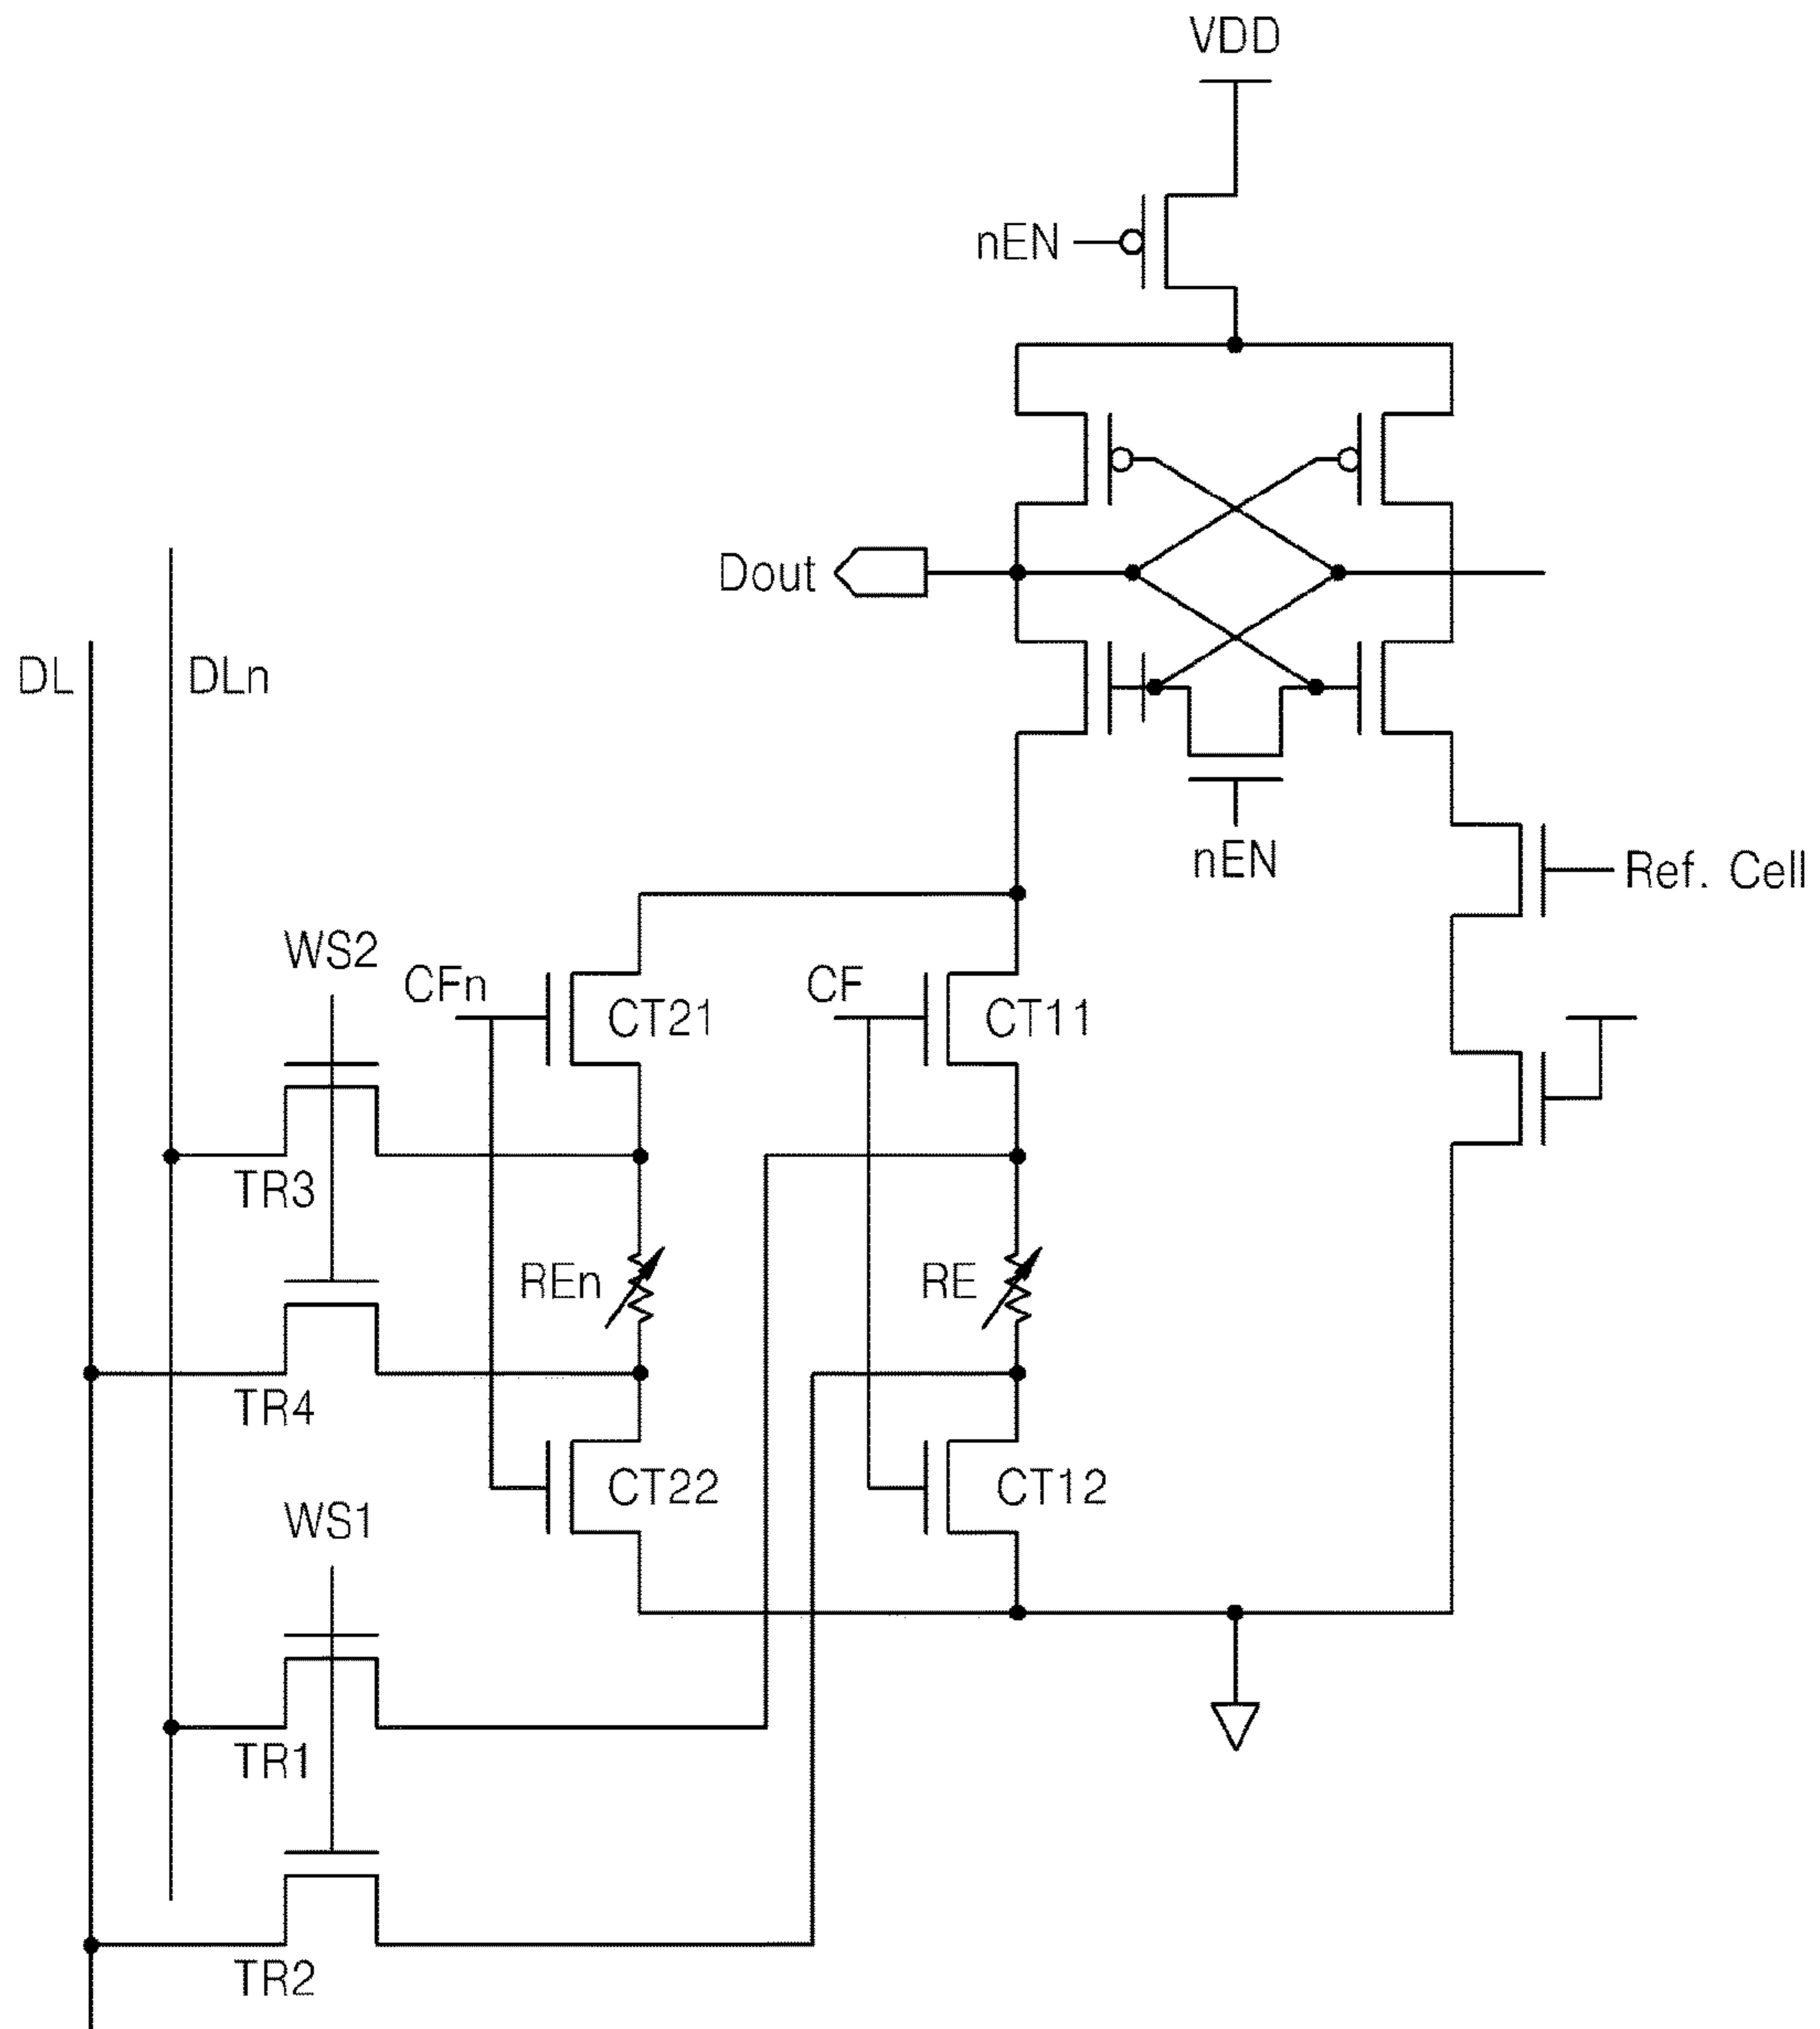 VDD
nEN
Dout
DL
DLn
nEN
Ref. Cell
WS2
CFn
CF
CT21
CT11
TR3
REn
RE
TR4
CT22
CT12
WS1
TR1
TR2